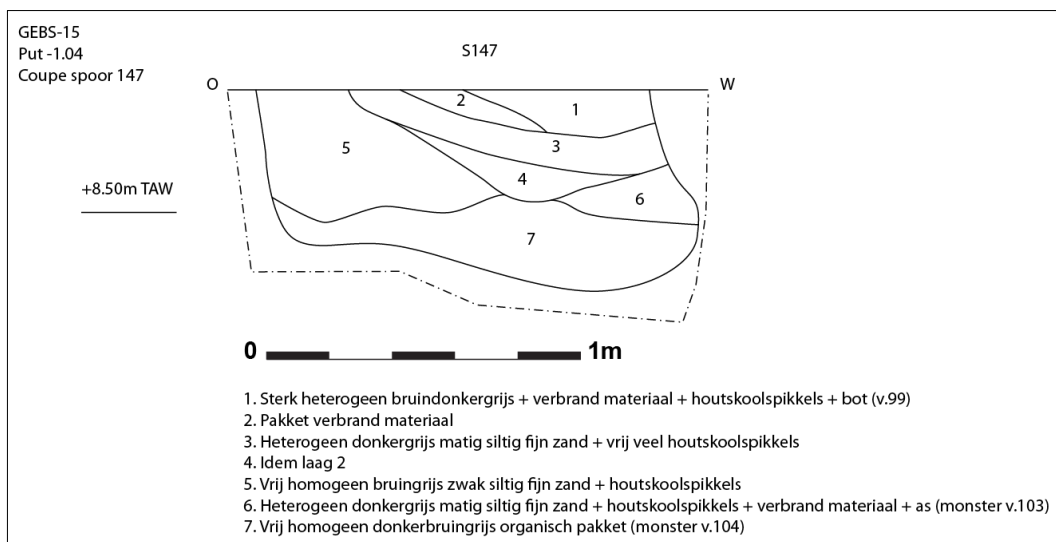 GEBS-15
Put -1.04
Coupe spoor 147
S147
O
W
2
1
3
5
4
6
+8.50m TAW
7
0
1m
1. Sterk heterogeen bruindonkergrijs + verbrand materiaal + houtskoolspikkels + bot (v.99)
2. Pakket verbrand materiaal
3. Heterogeen donkergrijs matig siltig fijn zand + vrij veel houtskoolspikkels
4. Idem laag 2
5. Vrij homogeen bruingrijs zwak siltig fijn zand + houtskoolspikkels
6. Heterogeen donkergrijs matig siltig fijn zand + houtskoolspikkels + verbrand materiaal + as (monster v.103)
7. Vrij homogeen donkerbruingrijs organisch pakket (monster v.104)